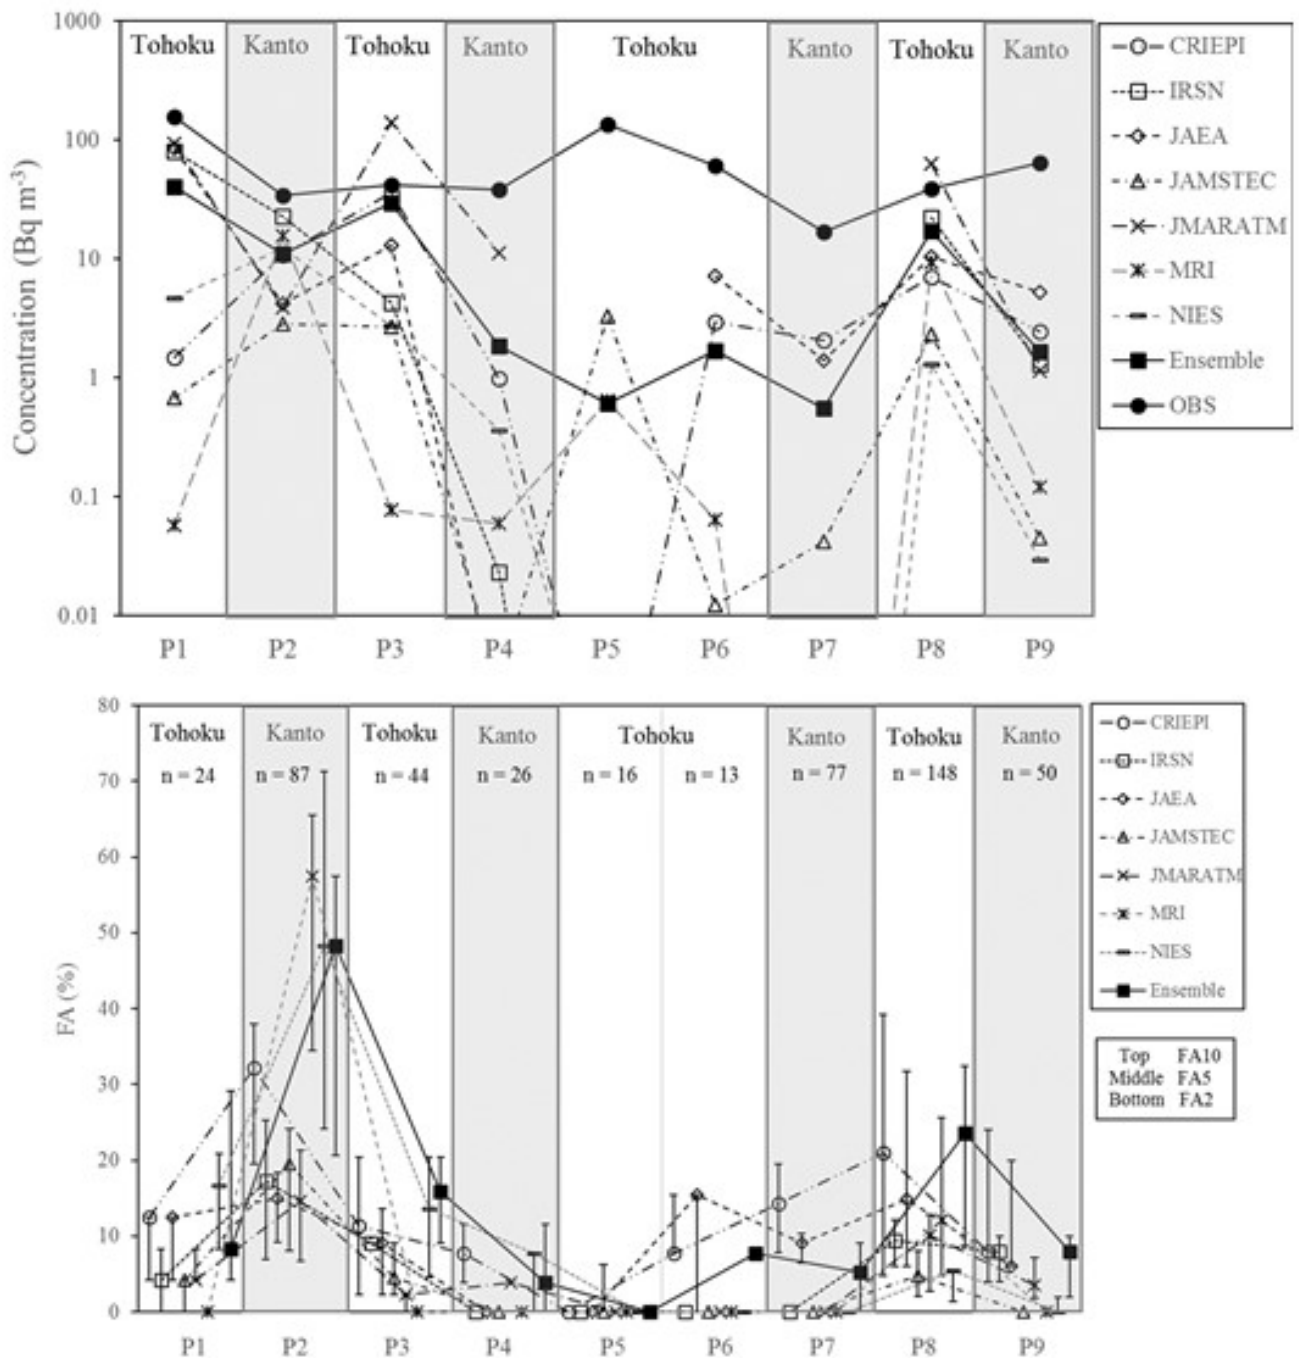 1000
100
10
1
0.1
0.01
Concentration (Bq m⁻³)
Tohoku Kanto Tohoku Kanto Tohoku Kanto Tohoku Kanto
P1 P2 P3 P4 P5 P6 P7 P8 P9
CRIEPI
IRSN
JAEA
JAMSTEC
JMARATM
MRI
NIES
Ensemble
OBS
80
70
60
50
40
30
20
10
0
FA (%)
Tohoku Kanto Tohoku Kanto Tohoku Kanto Tohoku Kanto
n = 24 n = 87 n = 44 n = 26 n = 16 n = 13 n = 77 n = 148 n = 50
P1 P2 P3 P4 P5 P6 P7 P8 P9
CRIEPI
IRSN
JAEA
JAMSTEC
JMARATM
MRI
NIES
Ensemble
Top FA10
Middle FA5
Bottom FA2